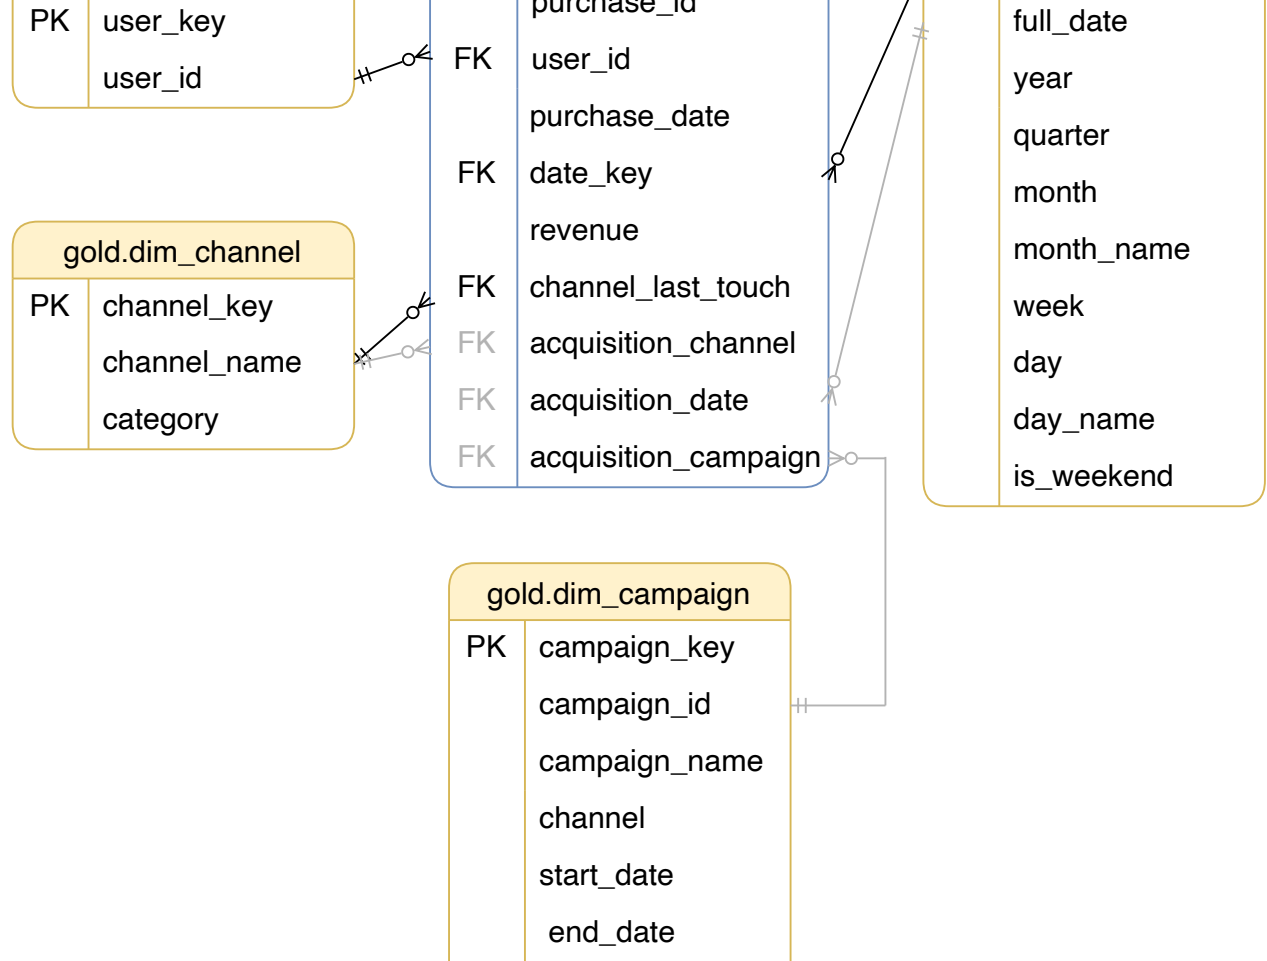 PK user_key
user_id
purchase_id
FK user_id
purchase_date
FK date_key
revenue
FK channel_last_touch
FK acquisition_channel
FK acquisition_date
FK acquisition_campaign
full_date
year
quarter
month
month_name
week
day
day_name
is_weekend
gold.dim_channel
PK channel_key
channel_name
category
gold.dim_campaign
PK campaign_key
campaign_id
campaign_name
channel
start_date
end_date